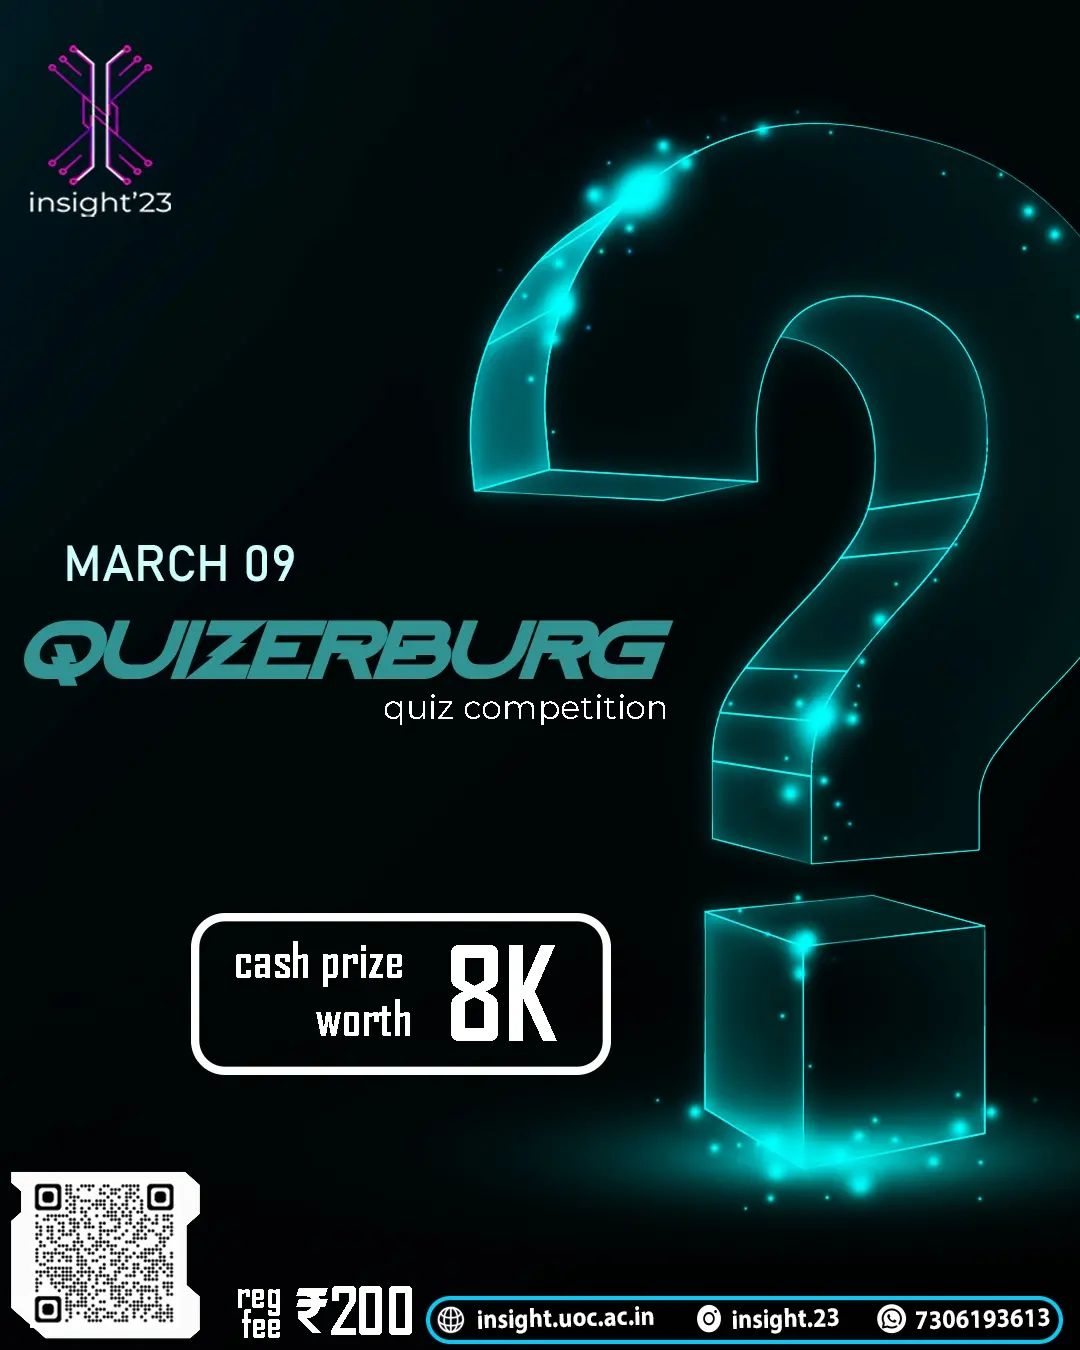 insight'23
MARCH 09
QUIZERBURG
quiz competition
cash prize
worth
8K
reg
fee
₹200
insight.uoc.ac.in
insight.23
7306193613